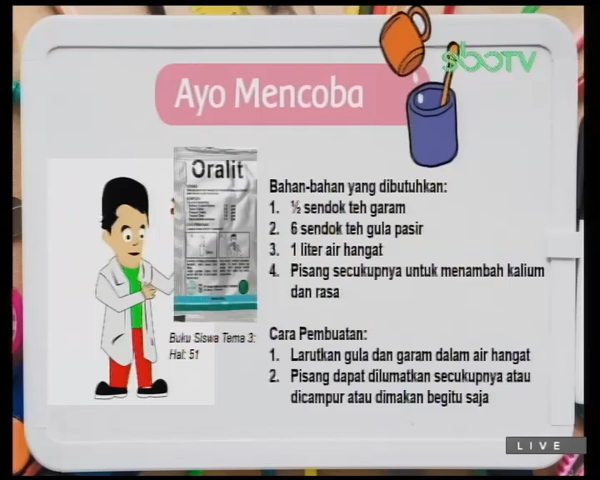 sboTV
Ayo Mencoba
Oralit
Bahan-bahan yang dibutuhkan:
1. ½ sendok teh garam
2. 6 sendok teh gula pasir
3. 1 liter air hangat
4. Pisang secukupnya untuk menambah kalium
dan rasa
Buku Siswa Tema 3:
Hal: 51
Cara Pembuatan:
1. Larutkan gula dan garam dalam air hangat
2. Pisang dapat dilumatkan secukupnya atau
dicampur atau dimakan begitu saja
LIVE